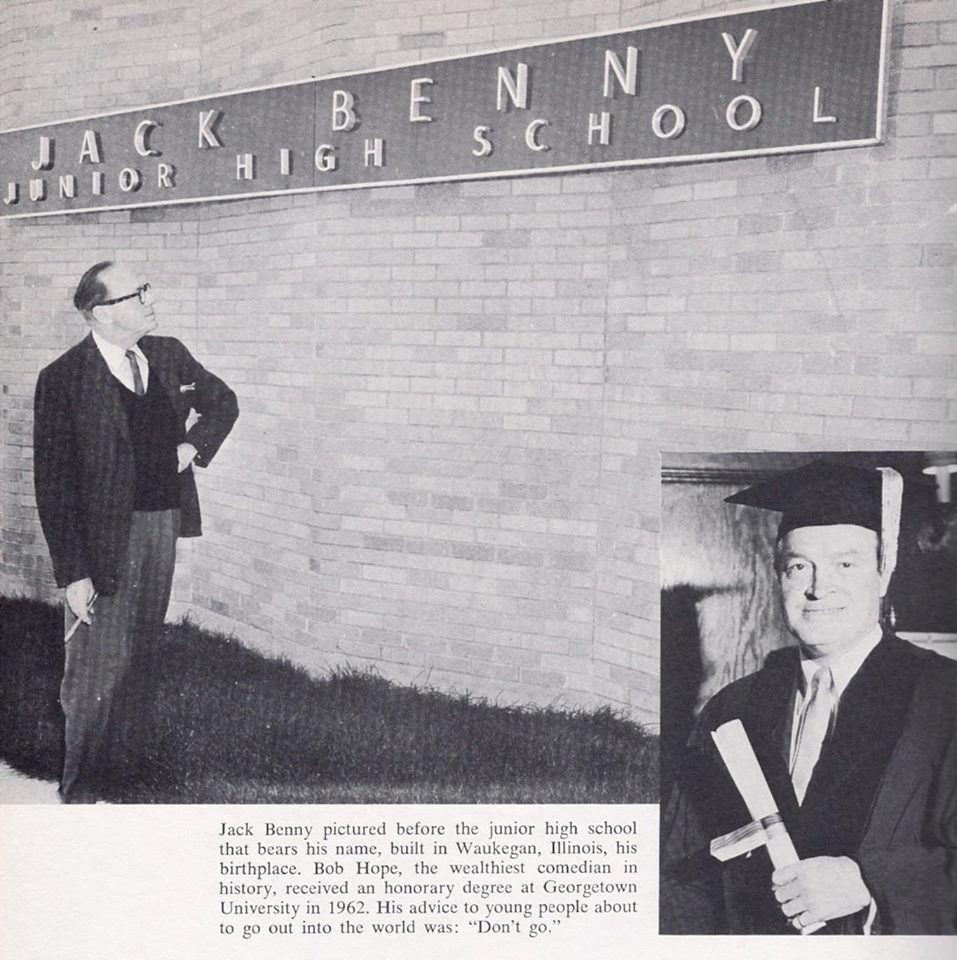 JACK BENNY
JUNIOR HIGH SCHOOL
Jack Benny pictured before the junior high school
that bears his name, built in Waukegan, Illinois, his
birthplace. Bob Hope, the wealthiest comedian in
history, received an honorary degree at Georgetown
University in 1962. His advice to young people about
to go out into the world was: “Don’t go.”